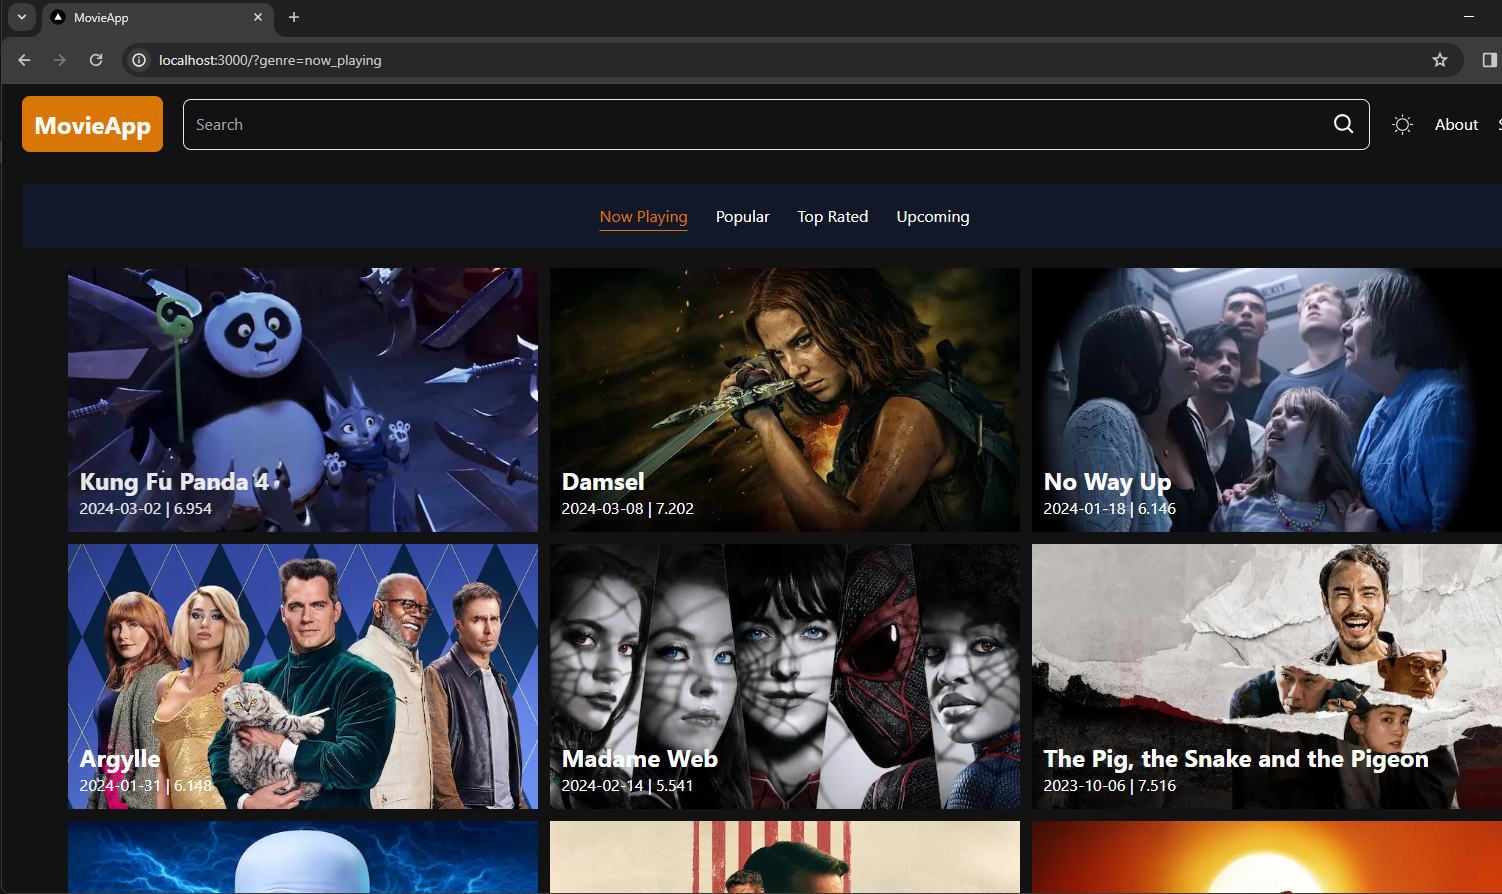 MovieApp
localhost:3000/?genre=now_playing
MovieApp
Search
About
Now Playing Popular Top Rated Upcoming
EXIT
Kung Fu Panda 4
2024-03-02 | 6.954
Damsel
2024-03-08 | 7.202
No Way Up
2024-01-18 | 6.146
Argylle
2024-01-31 | 6.148
Madame Web
2024-02-14 | 5.541
The Pig, the Snake and the Pigeon
2023-10-06 | 7.516